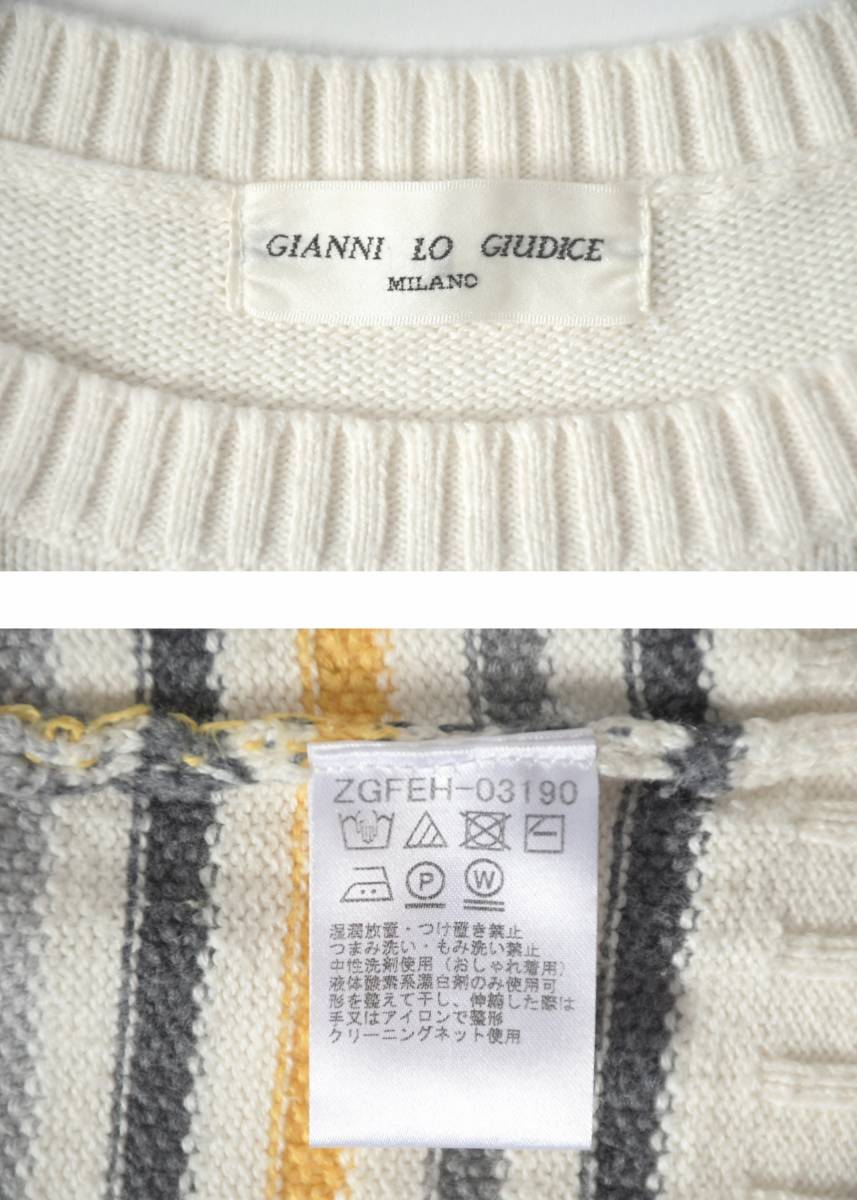 GIANNI LO GIUDICE
MILANO
ZGFEH-03190
P
W
湿潤放置・つけ置き禁止
つまみ洗い・もみ洗い禁止
中性洗剤使用(おしゃれ着用)
液体酸素系漂白剤のみ使用可
形を整えて干し、伸縮した際は
手又はアイロンで整形
クリーニングネット使用